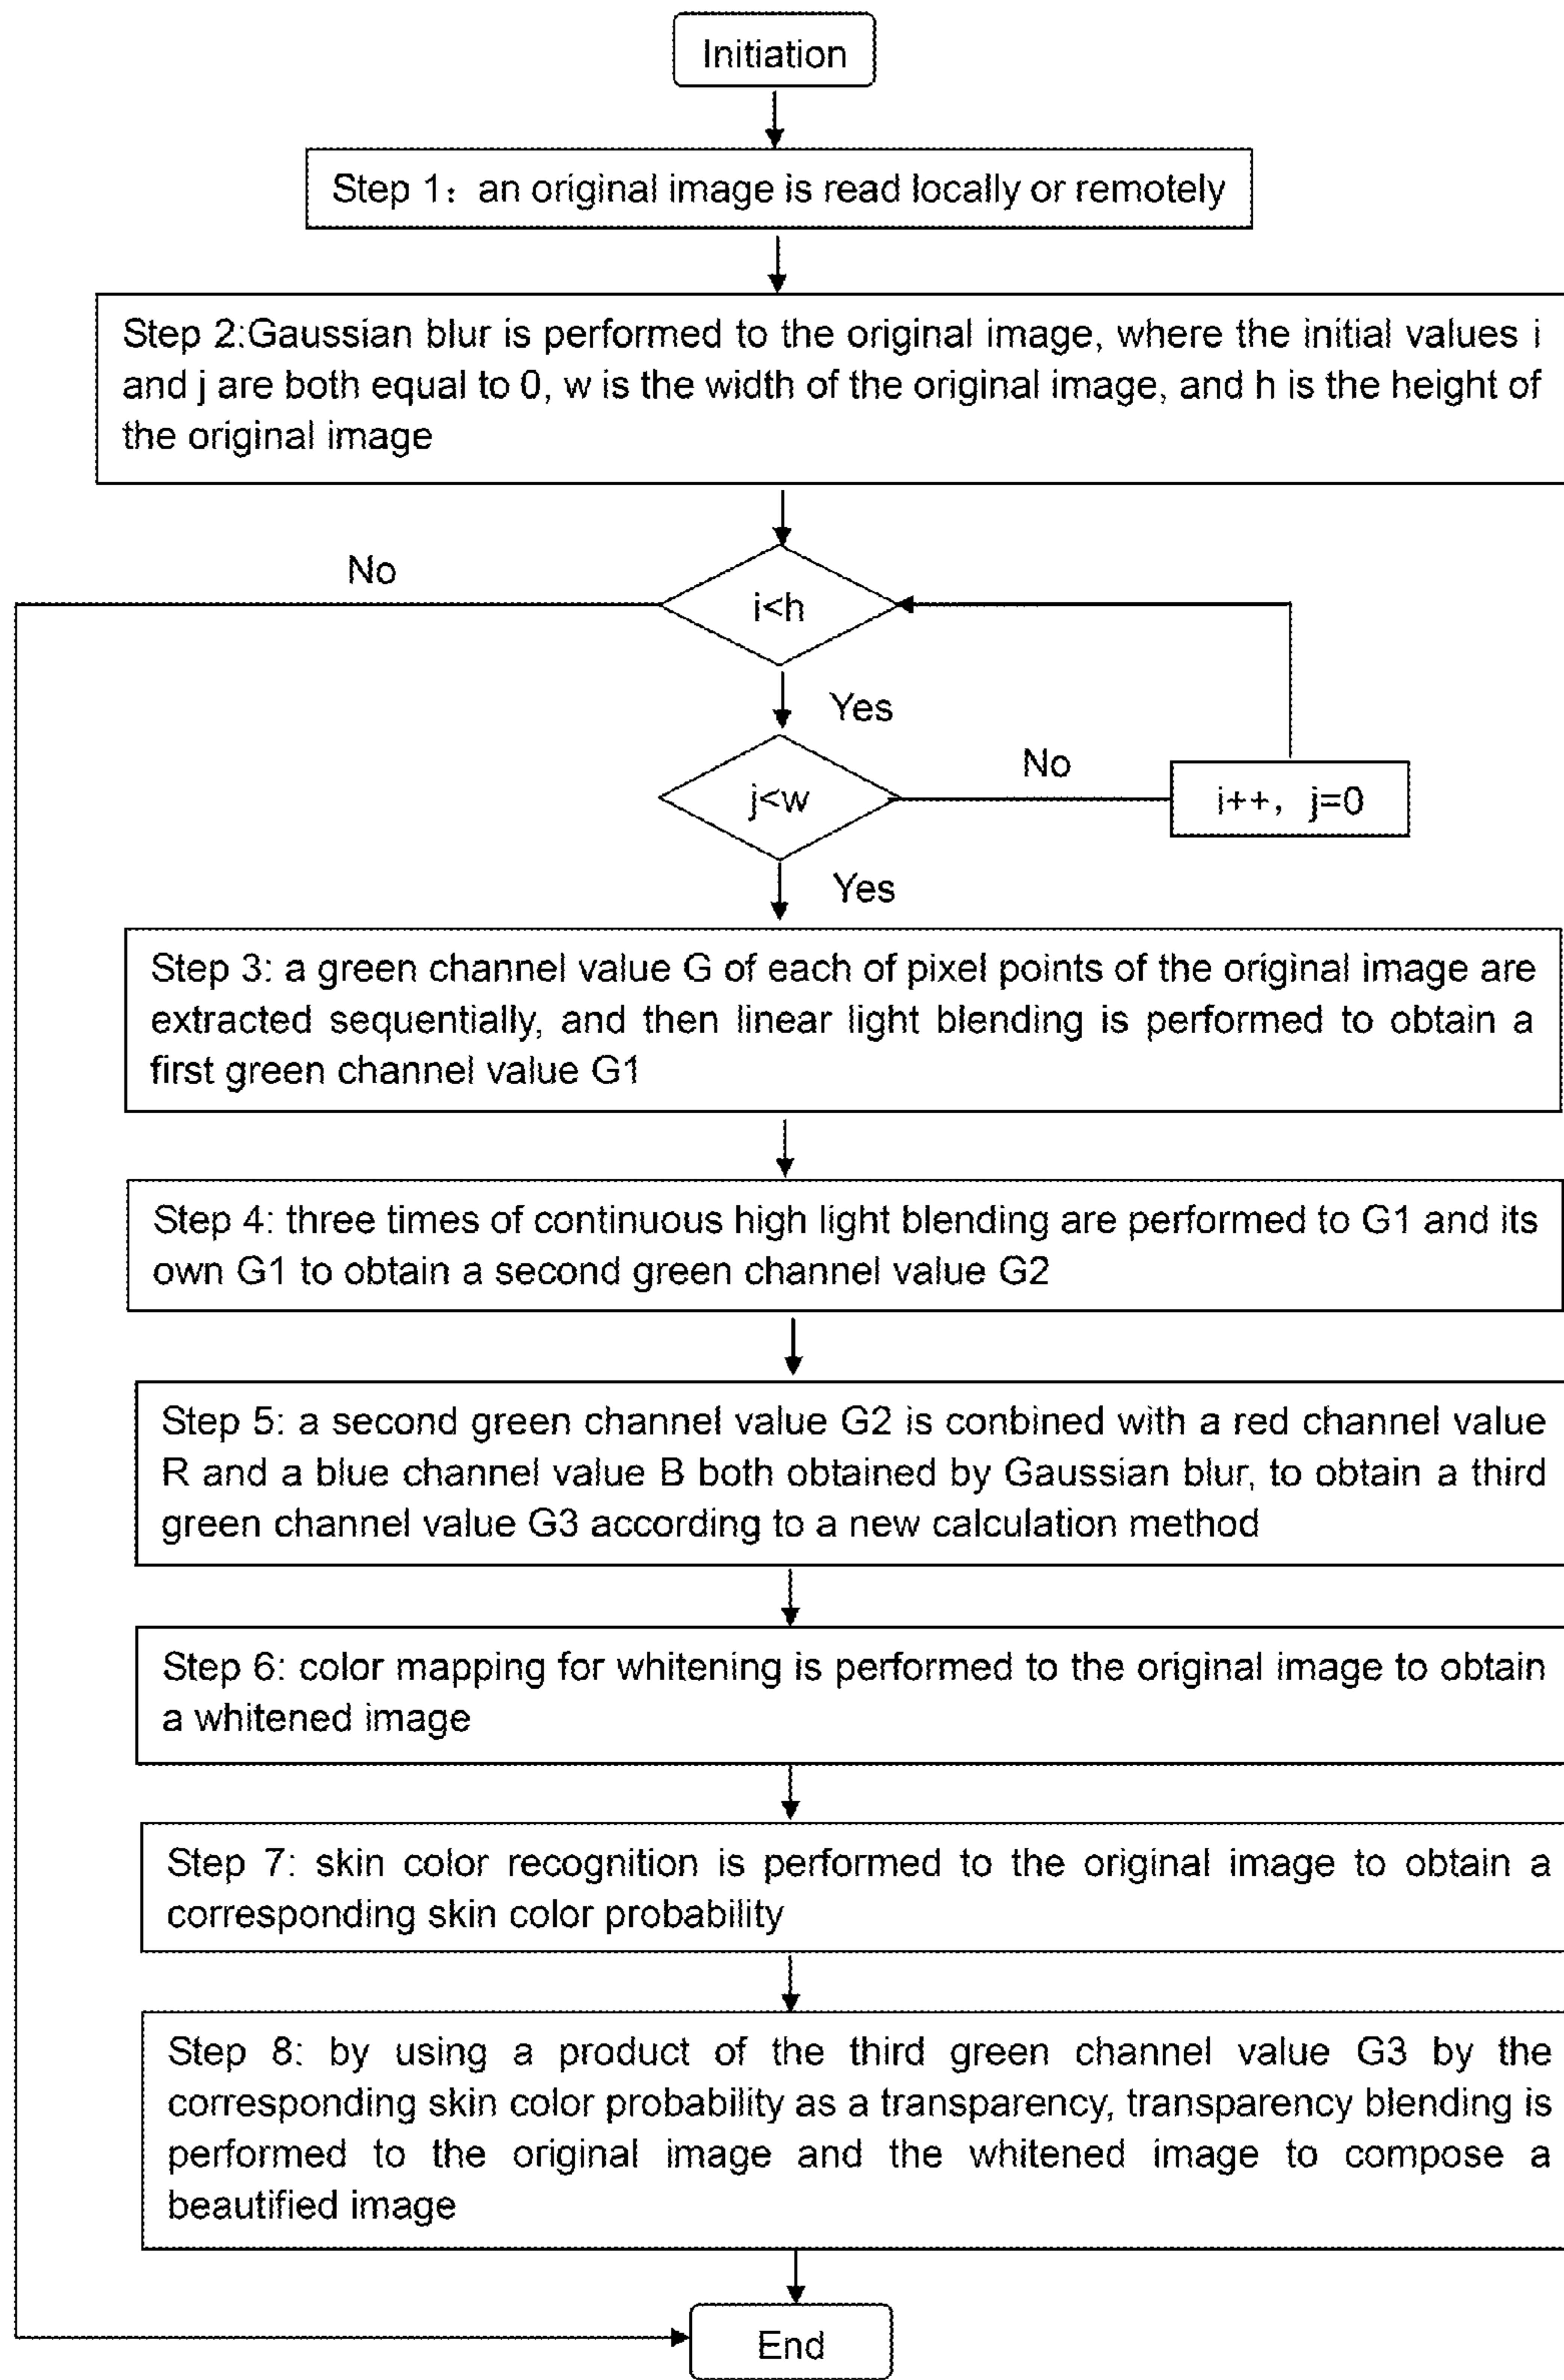 Initiation
Step 1： an original image is read locally or remotely
Step 2:Gaussian blur is performed to the original image, where the initial values i
and j are both equal to 0, w is the width of the original image, and h is the height of
the original image
No
i<h
Yes
j<w
No
i++， j=0
Yes
Step 3: a green channel value G of each of pixel points of the original image are
extracted sequentially, and then linear light blending is performed to obtain a
first green channel value G1
Step 4: three times of continuous high light blending are performed to G1 and its
own G1 to obtain a second green channel value G2
Step 5: a second green channel value G2 is conbined with a red channel value
R and a blue channel value B both obtained by Gaussian blur, to obtain a third
green channel value G3 according to a new calculation method
Step 6: color mapping for whitening is performed to the original image to obtain
a whitened image
Step 7: skin color recognition is performed to the original image to obtain a
corresponding skin color probability
Step 8: by using a product of the third green channel value G3 by the
corresponding skin color probability as a transparency, transparency blending is
performed to the original image and the whitened image to compose a
beautified image
End